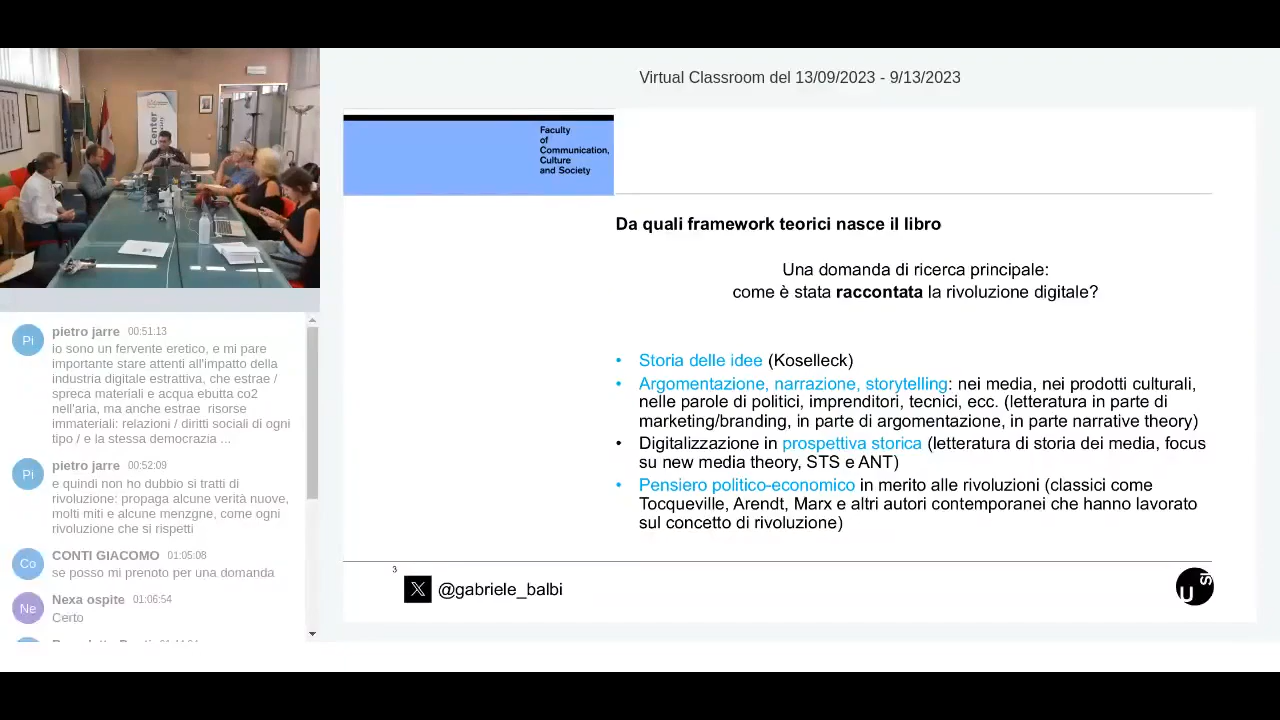 Virtual Classroom del 13/09/2023 - 9/13/2023
Center
Faculty
of
Communication,
Culture
and Society
Da quali framework teorici nasce il libro
Una domanda di ricerca principale:
come è stata raccontata la rivoluzione digitale?
• Storia delle idee (Koselleck)
• Argomentazione, narrazione, storytelling: nei media, nei prodotti culturali,
nelle parole di politici, imprenditori, tecnici, ecc. (letteratura in parte di
marketing/branding, in parte di argomentazione, in parte narrative theory)
• Digitalizzazione in prospettiva storica (letteratura di storia dei media, focus
su new media theory, STS e ANT)
• Pensiero politico-economico in merito alle rivoluzioni (classici come
Tocqueville, Arendt, Marx e altri autori contemporanei che hanno lavorato
sul concetto di rivoluzione)
3
@gabriele_balbi
U
SI
Pi
pietro jarre 00:51:13
io sono un fervente eretico, e mi pare
importante stare attenti all'impatto della
industria digitale estrattiva, che estrae /
spreca materiali e acqua ebutta co2
nell'aria, ma anche estrae risorse
immateriali: relazioni / diritti sociali di ogni
tipo / e la stessa democrazia ...
Pi
pietro jarre 00:52:09
e quindi non ho dubbio si tratti di
rivoluzione: propaga alcune verità nuove,
molti miti e alcune menzgne, come ogni
rivoluzione che si rispetti
Co
CONTI GIACOMO 01:05:08
se posso mi prenoto per una domanda
Ne
Nexa ospite 01:06:54
Certo